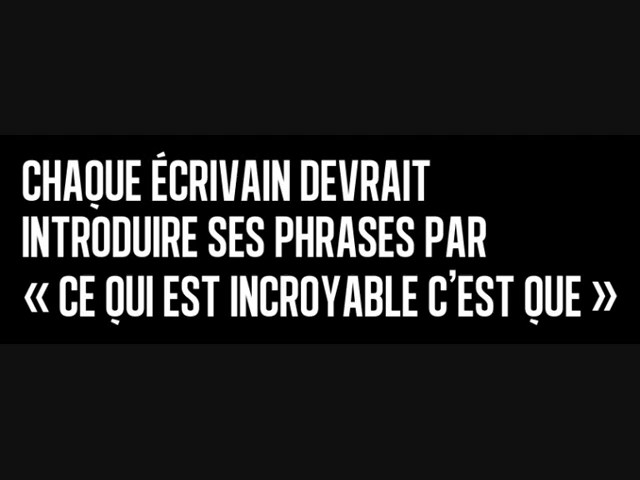 CHAQUE ÉCRIVAIN DEVRAIT
INTRODUIRE SES PHRASES PAR
« CE QUI EST INCROYABLE C'EST QUE »